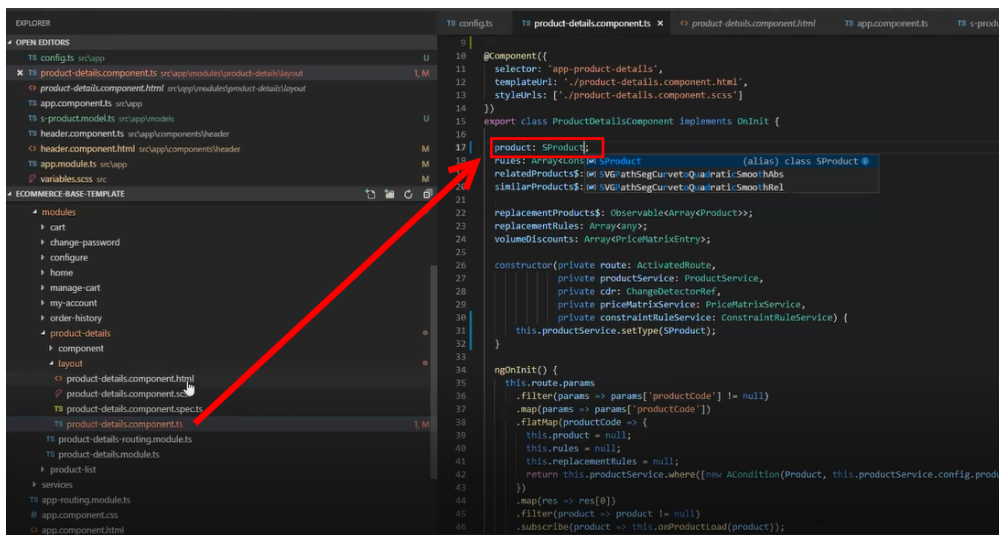 EXPLORER
OPEN EDITORS
TS config.ts src\app U
× TS product-details.component.ts src\app\modules\product-details\layout 1, M
<> product-details.component.html src\app\modules\product-details\layout
TS app.component.ts src\app
TS s-product.model.ts src\app\models U
TS header.component.ts src\app\components\header
<> header.component.html src\app\components\header M
TS app.module.ts src\app M
variables.scss src M
ECOMMERCE-BASE-TEMPLATE
modules
cart
change-password
configure
home
manage-cart
my-account
order-history
product-details
component
layout
<> product-details.component.html
product-details.component.scss
TS product-details.component.spec.ts
TS product-details.component.ts 1, M
TS product-details-routing.module.ts
TS product-details.module.ts
product-list
services
TS app-routing.module.ts
# app.component.css
<> app.component.html
TS config.ts TS product-details.component.ts × <> product-details.component.html TS app.component.ts TS s-produ
9
10 @Component({
11 selector: 'app-product-details',
12 templateUrl: './product-details.component.html',
13 styleUrls: ['./product-details.component.scss']
14 })
15 export class ProductDetailsComponent implements OnInit {
16
17 product: SProduct;
18 rules: Array<Cons SProduct (alias) class SProduct
19 relatedProducts$: SVGPathSegCurvetoQuadraticSmoothAbs
20 similarProducts$: SVGPathSegCurvetoQuadraticSmoothRel
21
22 replacementProducts$: Observable<Array<Product>>;
23 replacementRules: Array<any>;
24 volumeDiscounts: Array<PriceMatrixEntry>;
25
26 constructor(private route: ActivatedRoute,
27 private productService: ProductService,
28 private cdr: ChangeDetectorRef,
29 private priceMatrixService: PriceMatrixService,
30 private constraintRuleService: ConstraintRuleService) {
31 this.productService.setType(SProduct);
32 }
33
34 ngOnInit() {
35 this.route.params
36 .filter(params => params['productCode'] != null)
37 .map(params => params['productCode'])
38 .flatMap(productCode => {
39 this.product = null;
40 this.rules = null;
41 this.replacementRules = null;
42 return this.productService.where([new ACondition(Product, this.productService.config.produ
43 })
44 .map(res => res[0])
45 .filter(product => product != null)
46 .subscribe(product => this.onProductLoad(product));